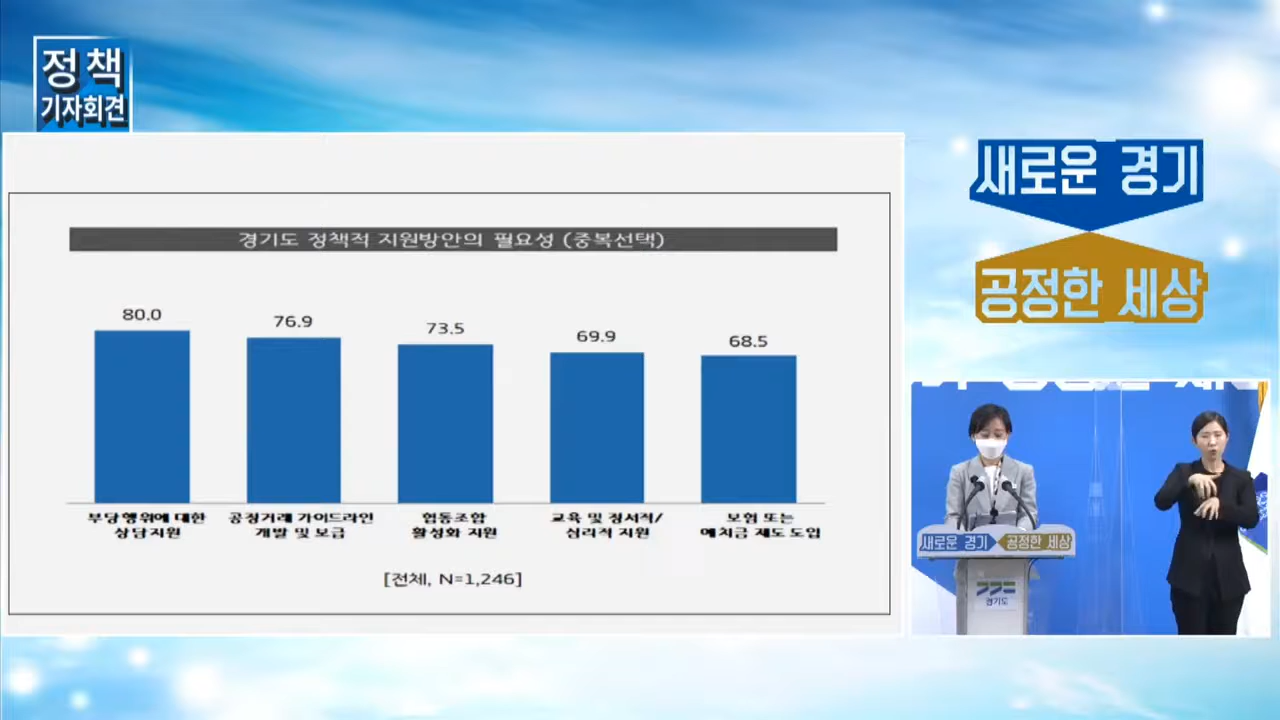 정책
기자회견
새로운 경기
공정한 세상
경기도 정책적 지원방안의 필요성 (중복선택)
80.0
76.9
73.5
69.9
68.5
부당행위에 대한
상담지원
공정거래 가이드라인
개발 및 보급
협동조합
활성화 지원
교육 및 정서적/
심리적 지원
보험 또는
예치금 제도 도입
[전체, N=1,246]
새로운 경기 공정한 세상
경기도